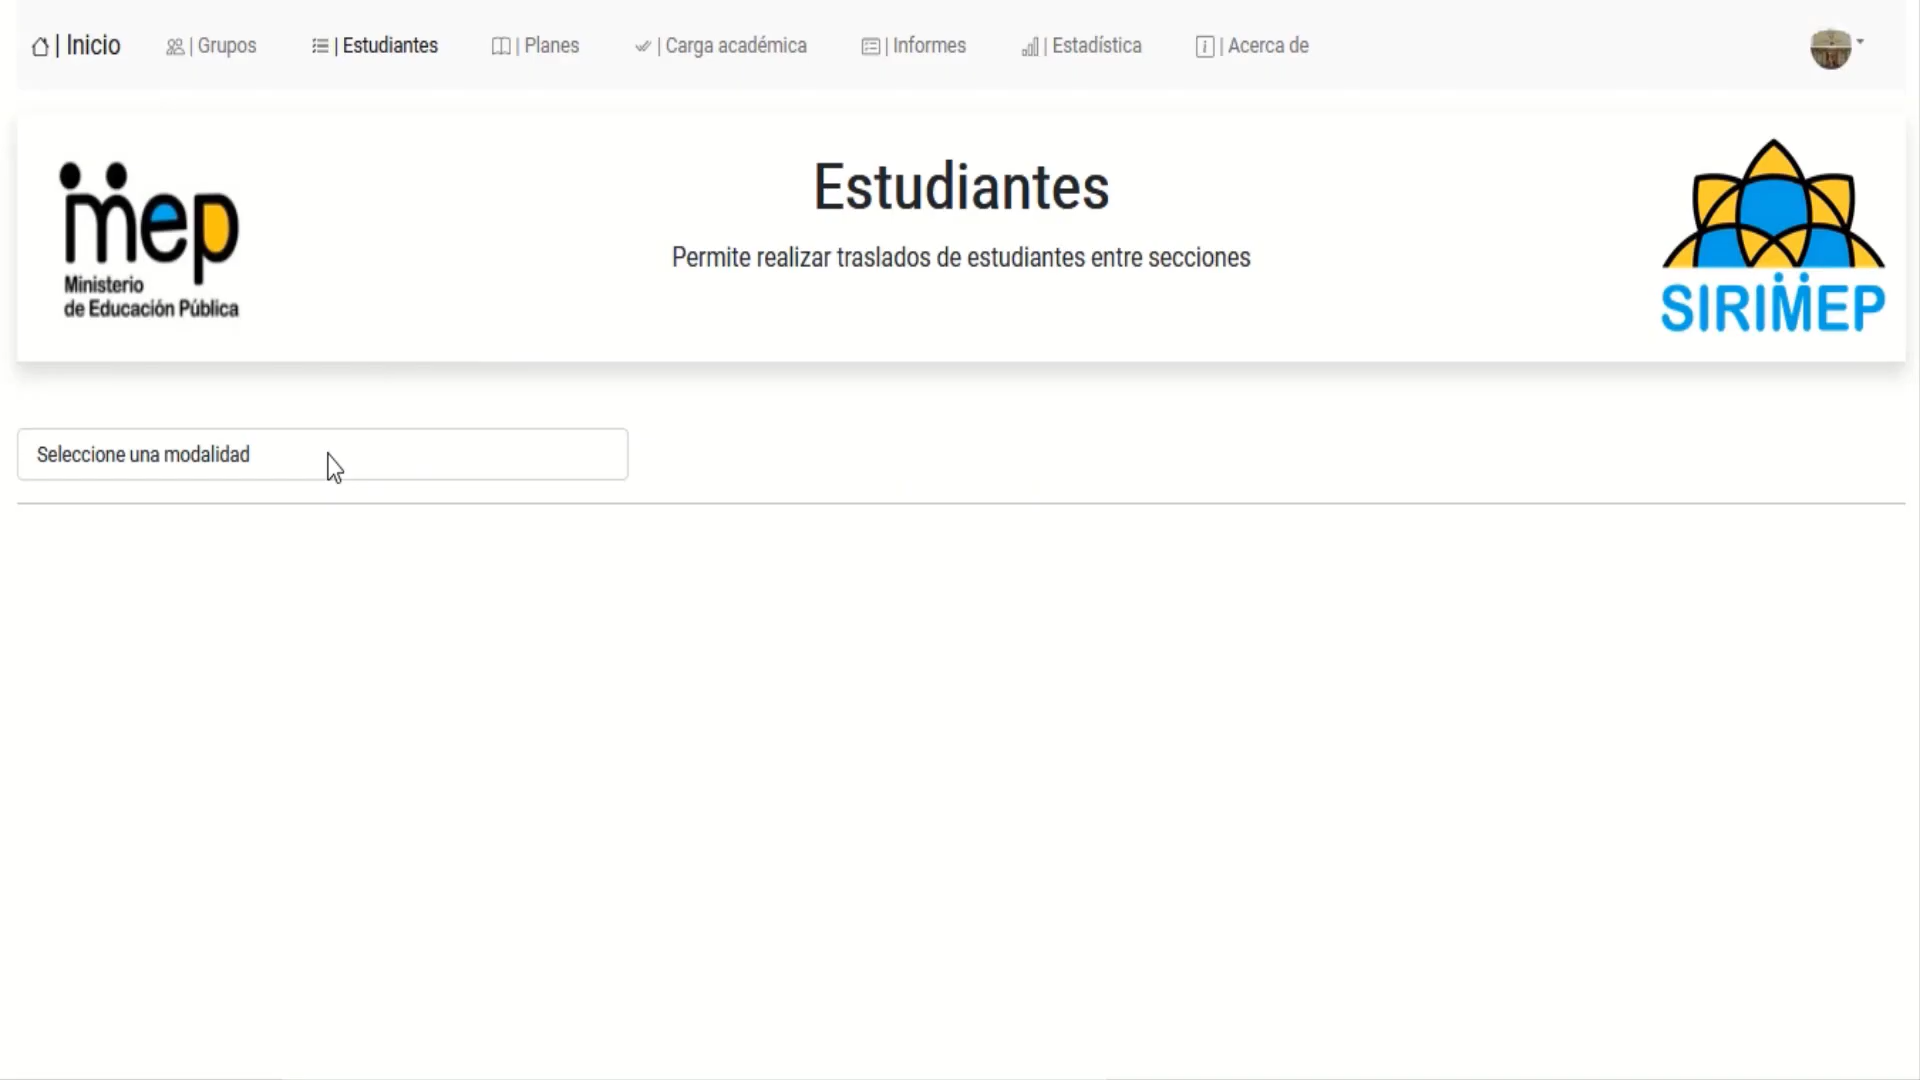 | Inicio
| Grupos
| Estudiantes
| Planes
| Carga académica
| Informes
| Estadística
| Acerca de
mep
Ministerio
de Educación Pública
Estudiantes
Permite realizar traslados de estudiantes entre secciones
SIRIMEP
Seleccione una modalidad